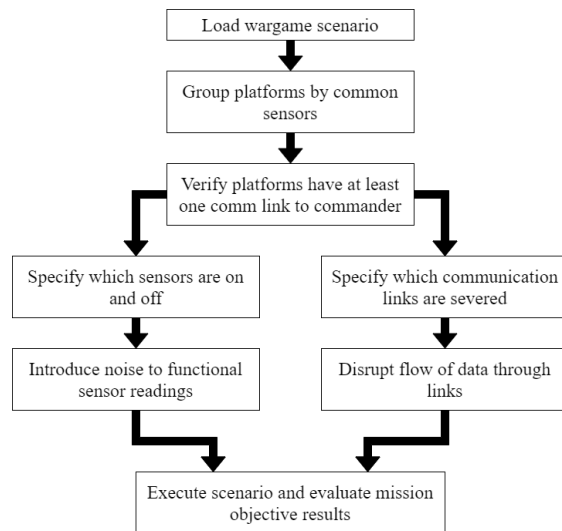 Load wargame scenario
Group platforms by common
sensors
Verify platforms have at least
one comm link to commander
Specify which sensors are on
and off
Specify which communication
links are severed
Introduce noise to functional
sensor readings
Disrupt flow of data through
links
Execute scenario and evaluate mission
objective results